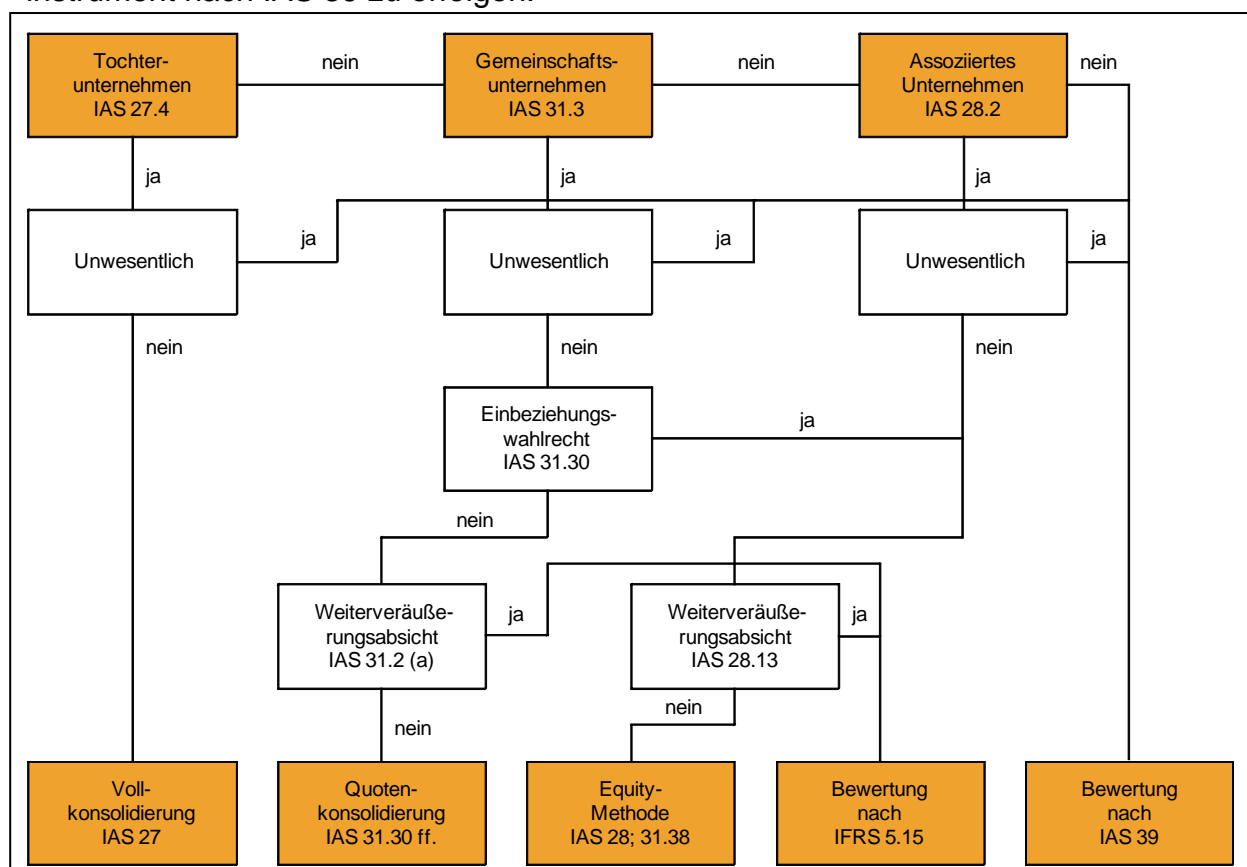 instrument nach IAS 39 zu erfolgen.
Tochter-
unternehmen
IAS 27.4
nein
Gemeinschafts-
unternehmen
IAS 31.3
nein
Assoziiertes
Unternehmen
IAS 28.2
nein
ja
ja
ja
Unwesentlich
ja
Unwesentlich
ja
Unwesentlich
ja
nein
nein
nein
Einbeziehungs-
wahlrecht
IAS 31.30
ja
nein
Weiterveräuße-
rungsabsicht
IAS 31.2 (a)
ja
Weiterveräuße-
rungsabsicht
IAS 28.13
ja
nein
nein
Voll-
konsolidierung
IAS 27
Quoten-
konsolidierung
IAS 31.30 ff.
Equity-
Methode
IAS 28; 31.38
Bewertung
nach
IFRS 5.15
Bewertung
nach
IAS 39